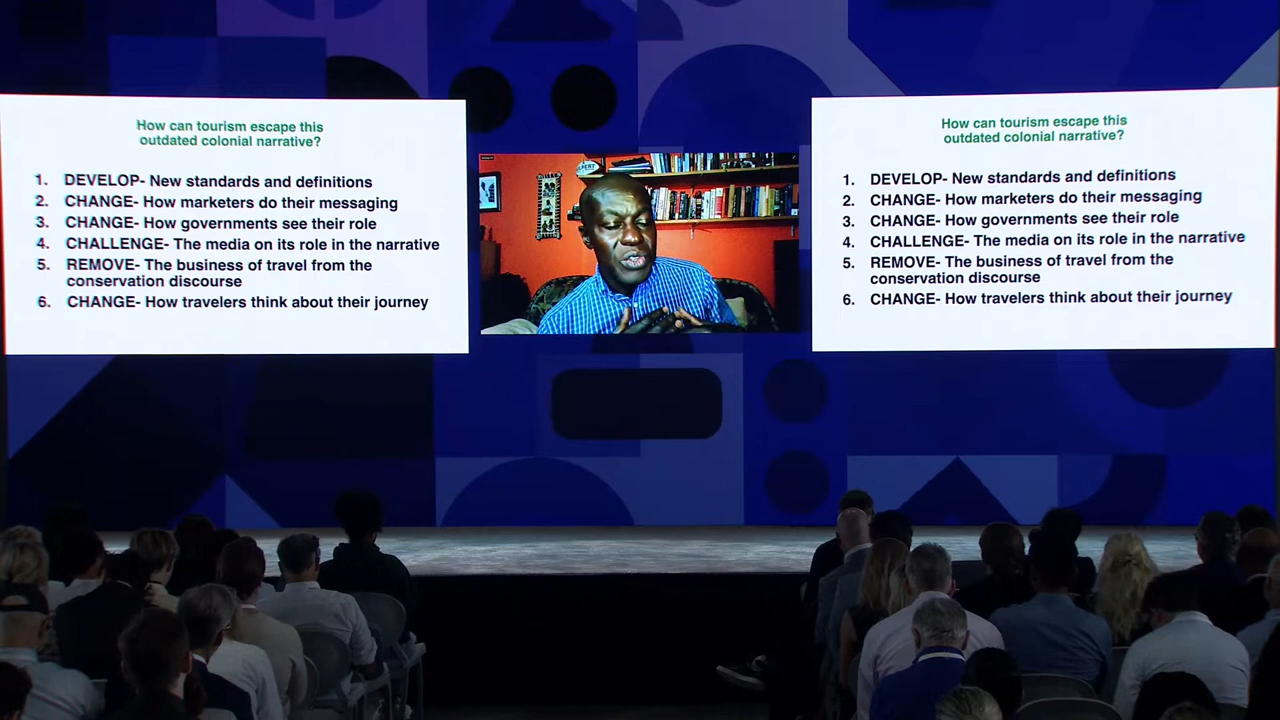 How can tourism escape this
outdated colonial narrative?
1. DEVELOP- New standards and definitions
2. CHANGE- How marketers do their messaging
3. CHANGE- How governments see their role
4. CHALLENGE- The media on its role in the narrative
5. REMOVE- The business of travel from the
conservation discourse
6. CHANGE- How travelers think about their journey
How can tourism escape this
outdated colonial narrative?
1. DEVELOP- New standards and definitions
2. CHANGE- How marketers do their messaging
3. CHANGE- How governments see their role
4. CHALLENGE- The media on its role in the narrative
5. REMOVE- The business of travel from the
conservation discourse
6. CHANGE- How travelers think about their journey